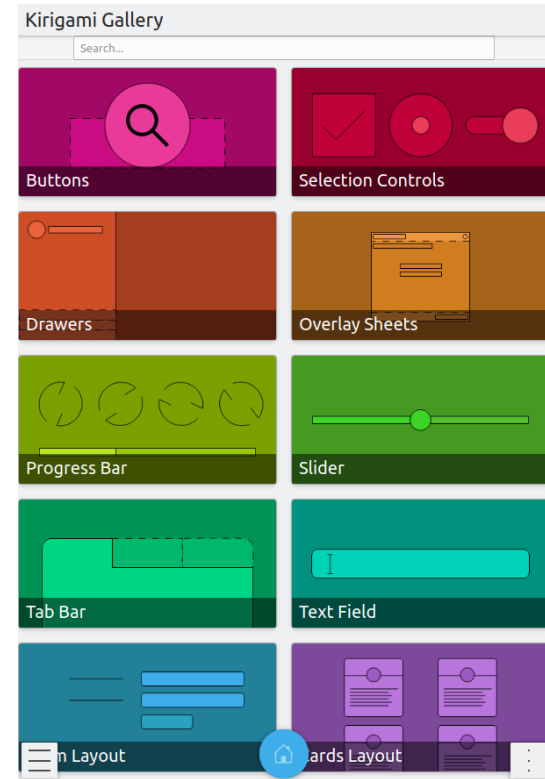 Kirigami Gallery
Search...
Buttons
Selection Controls
Drawers
Overlay Sheets
Progress Bar
Slider
Tab Bar
Text Field
m Layout
ards Layout